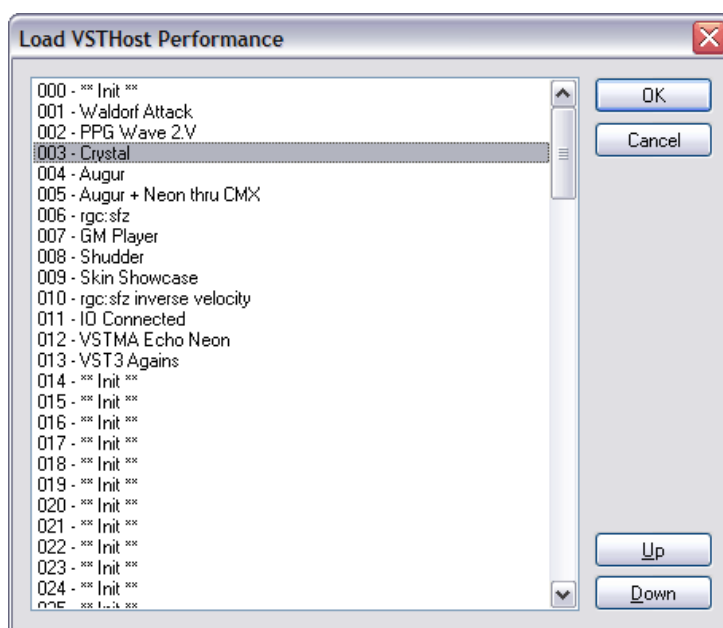 Load VSTHost Performance
000 - ** Init **
001 - Waldorf Attack
002 - PPG Wave 2.V
003 - Crystal
004 - Augur
005 - Augur + Neon thru CMX
006 - rgc:sfz
007 - GM Player
008 - Shudder
009 - Skin Showcase
010 - rgc:sfz inverse velocity
011 - IO Connected
012 - VSTMA Echo Neon
013 - VST3 Agains
014 - ** Init **
015 - ** Init **
016 - ** Init **
017 - ** Init **
018 - ** Init **
019 - ** Init **
020 - ** Init **
021 - ** Init **
022 - ** Init **
023 - ** Init **
024 - ** Init **
025 - ** Init **
OK
Cancel
Up
Down